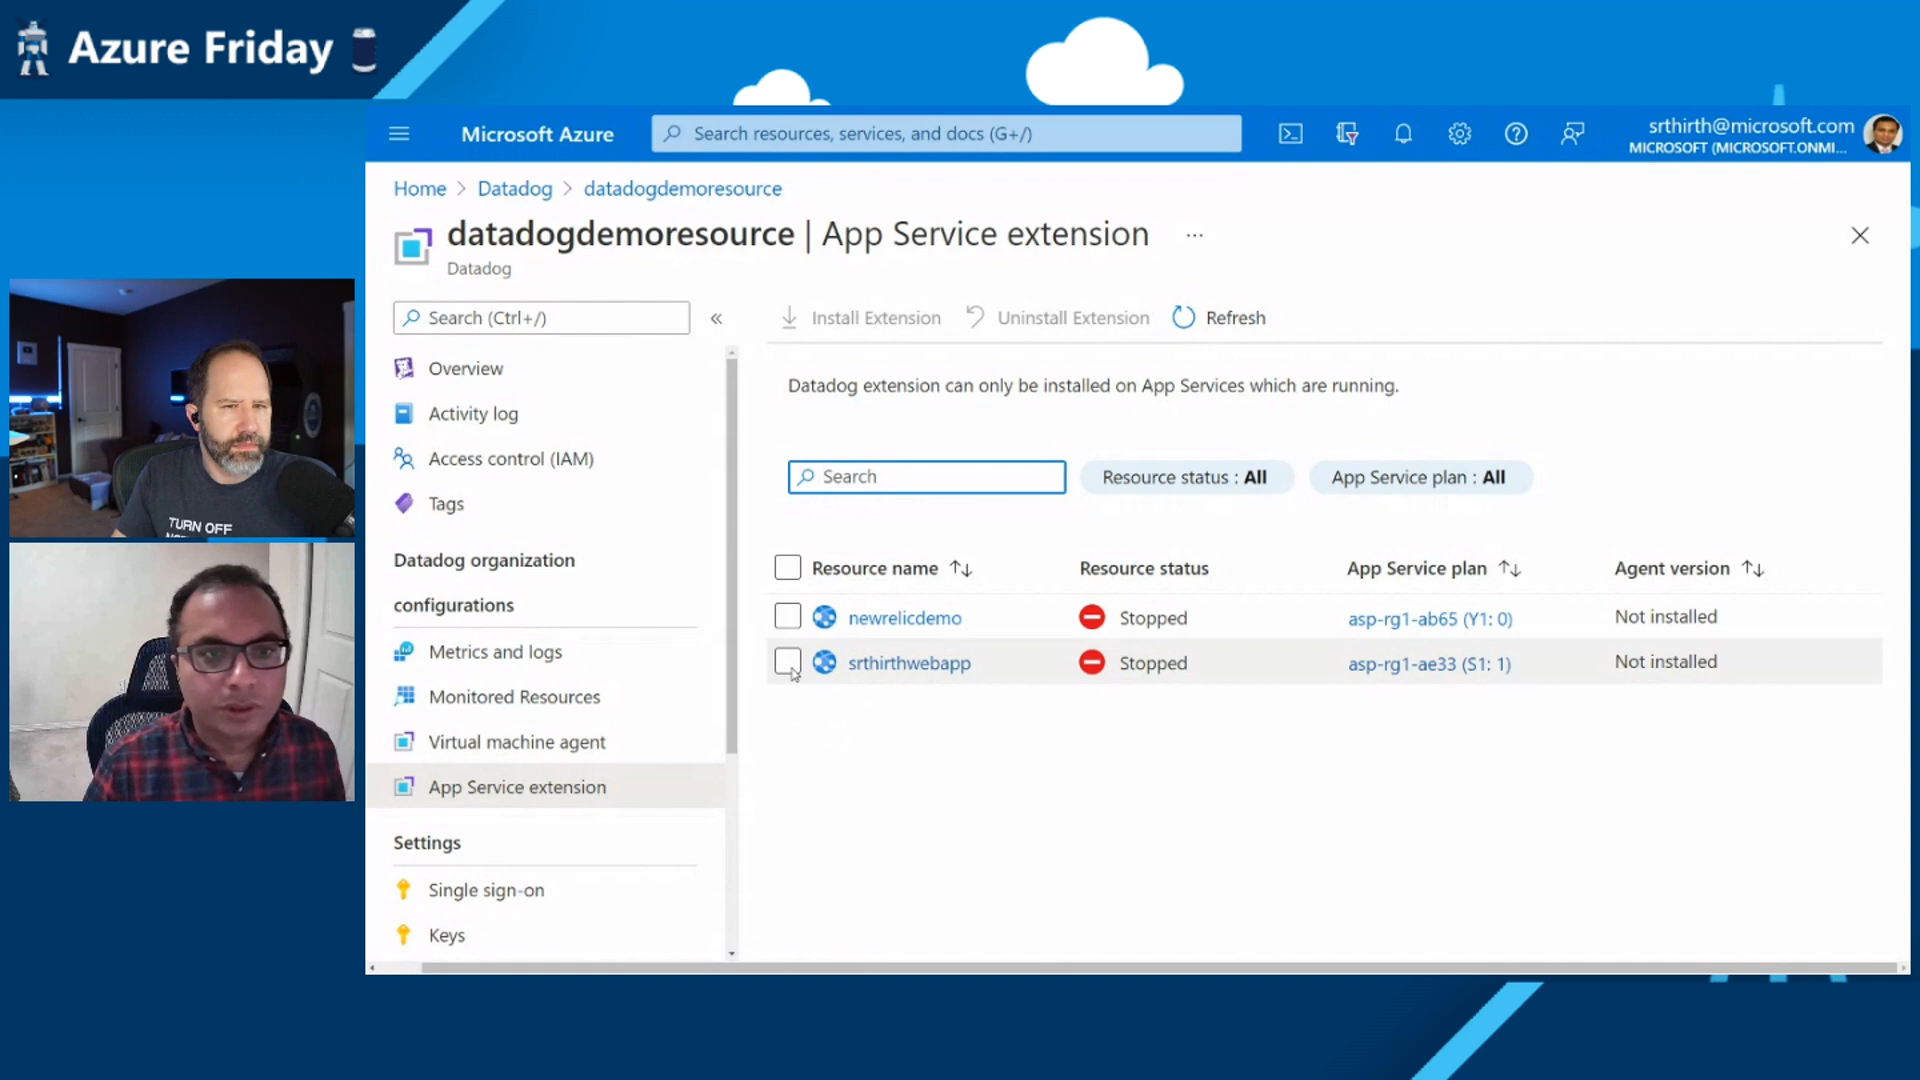 Azure Friday
Microsoft Azure
Search resources, services, and docs (G+/)
srthirth@microsoft.com
MICROSOFT (MICROSOFT.ONMI...
Home > Datadog > datadogdemoresource
datadogdemoresource | App Service extension ...
Datadog
Search (Ctrl+/)
«
Install Extension
Uninstall Extension
Refresh
Overview
Activity log
Access control (IAM)
Tags
Datadog organization
configurations
Metrics and logs
Monitored Resources
Virtual machine agent
App Service extension
Settings
Single sign-on
Keys
Datadog extension can only be installed on App Services which are running.
Search
Resource status : All
App Service plan : All
Resource name Resource status App Service plan Agent version
newrelicdemo Stopped asp-rg1-ab65 (Y1: 0) Not installed
srthirthwebapp Stopped asp-rg1-ae33 (S1: 1) Not installed
TURN OFF